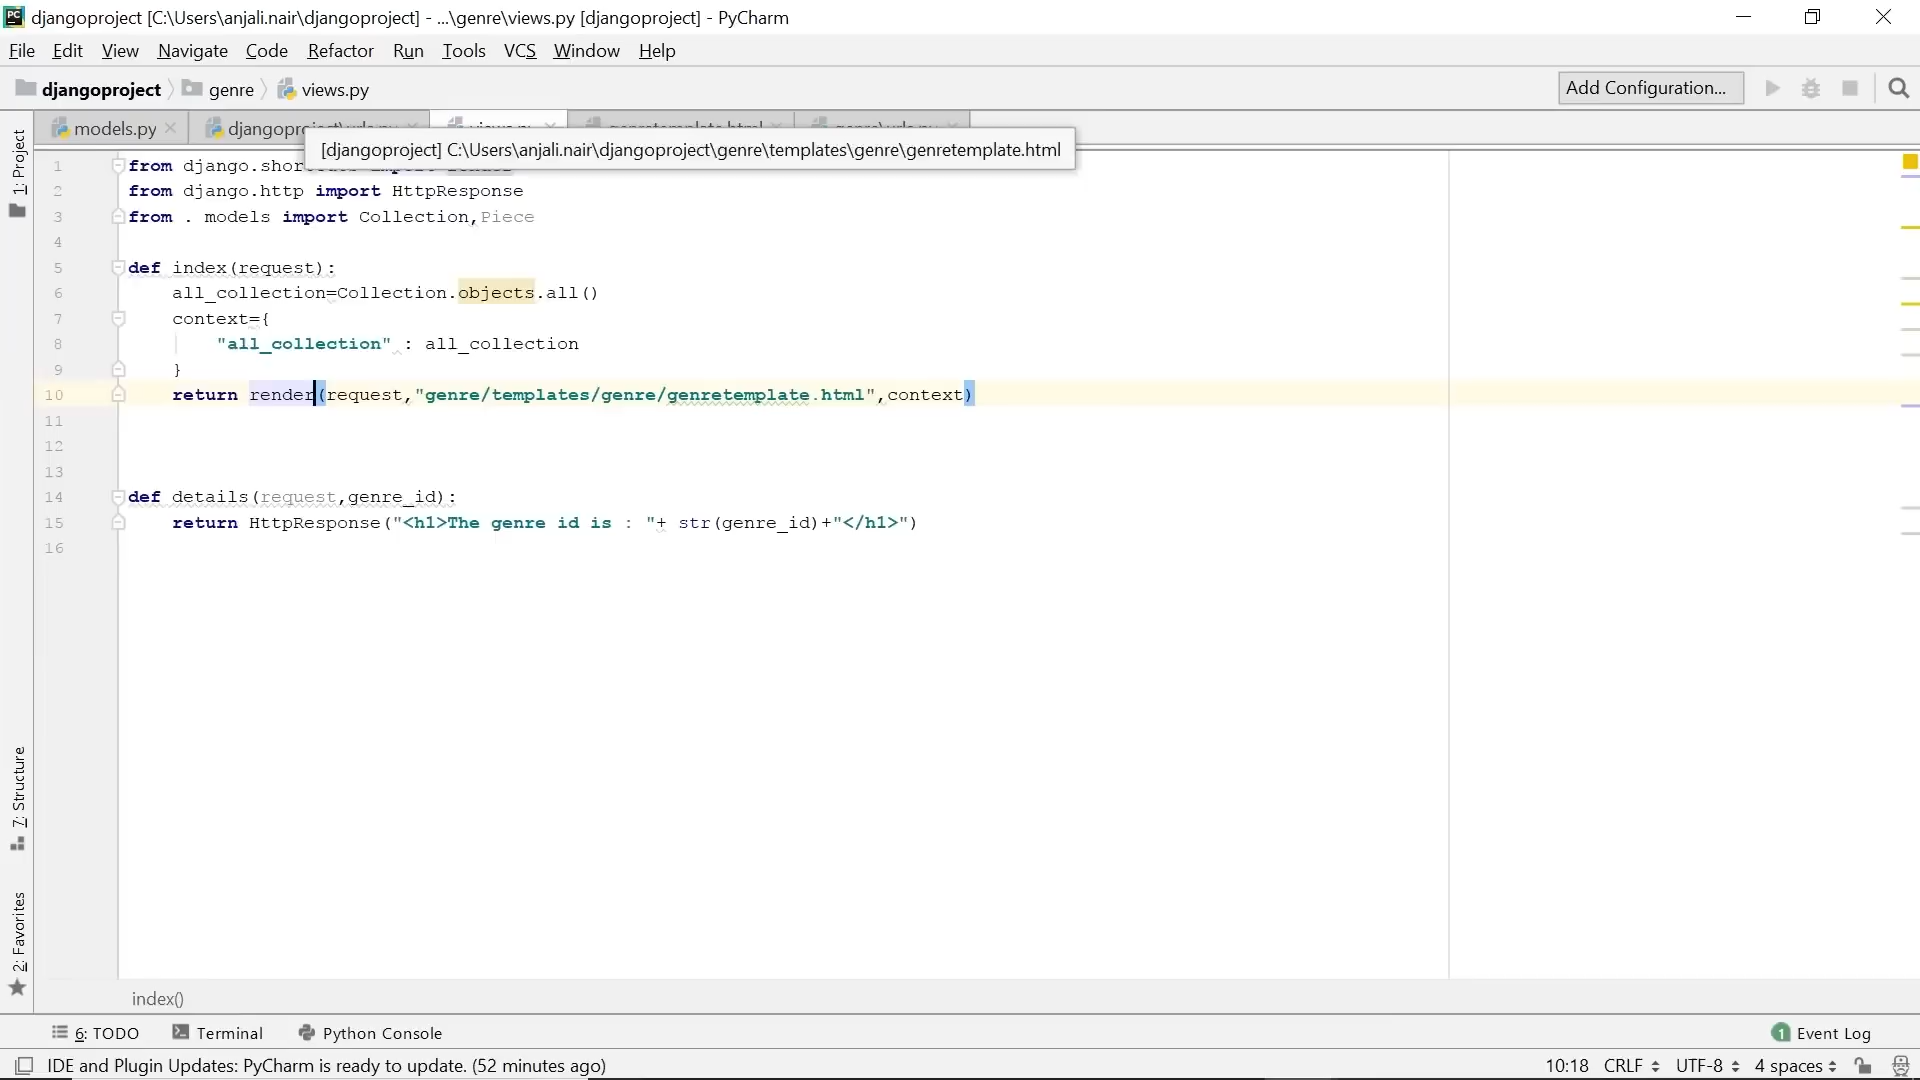 djangoproject [C:\Users\anjali.nair\djangoproject] - ...\genre\views.py [djangoproject] - PyCharm
File Edit View Navigate Code Refactor Run Tools VCS Window Help
djangoproject genre views.py Add Configuration...
models.py djangoproject\urls.py views.py genretemplate.html genre\urls.py
[djangoproject] C:\Users\anjali.nair\djangoproject\genre\templates\genre\genretemplate.html
1: Project
1 from django.shortcuts import render
2 from django.http import HttpResponse
3 from . models import Collection,Piece
4
5 def index(request):
6 all_collection=Collection.objects.all()
7 context={
8 "all_collection" : all_collection
9 }
10 return render(request,"genre/templates/genre/genretemplate.html",context)
11
12
13
14 def details(request,genre_id):
15 return HttpResponse("<h1>The genre id is : "+ str(genre_id)+"</h1>")
16
7: Structure
2: Favorites
index()
6: TODO Terminal Python Console 1 Event Log
IDE and Plugin Updates: PyCharm is ready to update. (52 minutes ago) 10:18 CRLF UTF-8 4 spaces